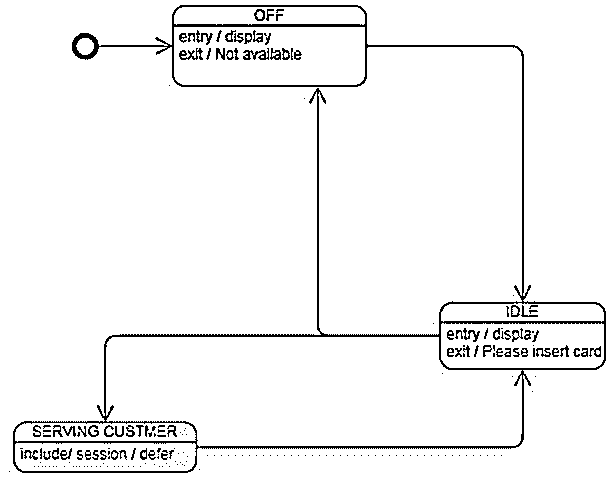 OFF
entry / display
exit / Not available
IDLE
entry / display
exit / Please insert card
SERVING CUSTMER
include/ session / defer